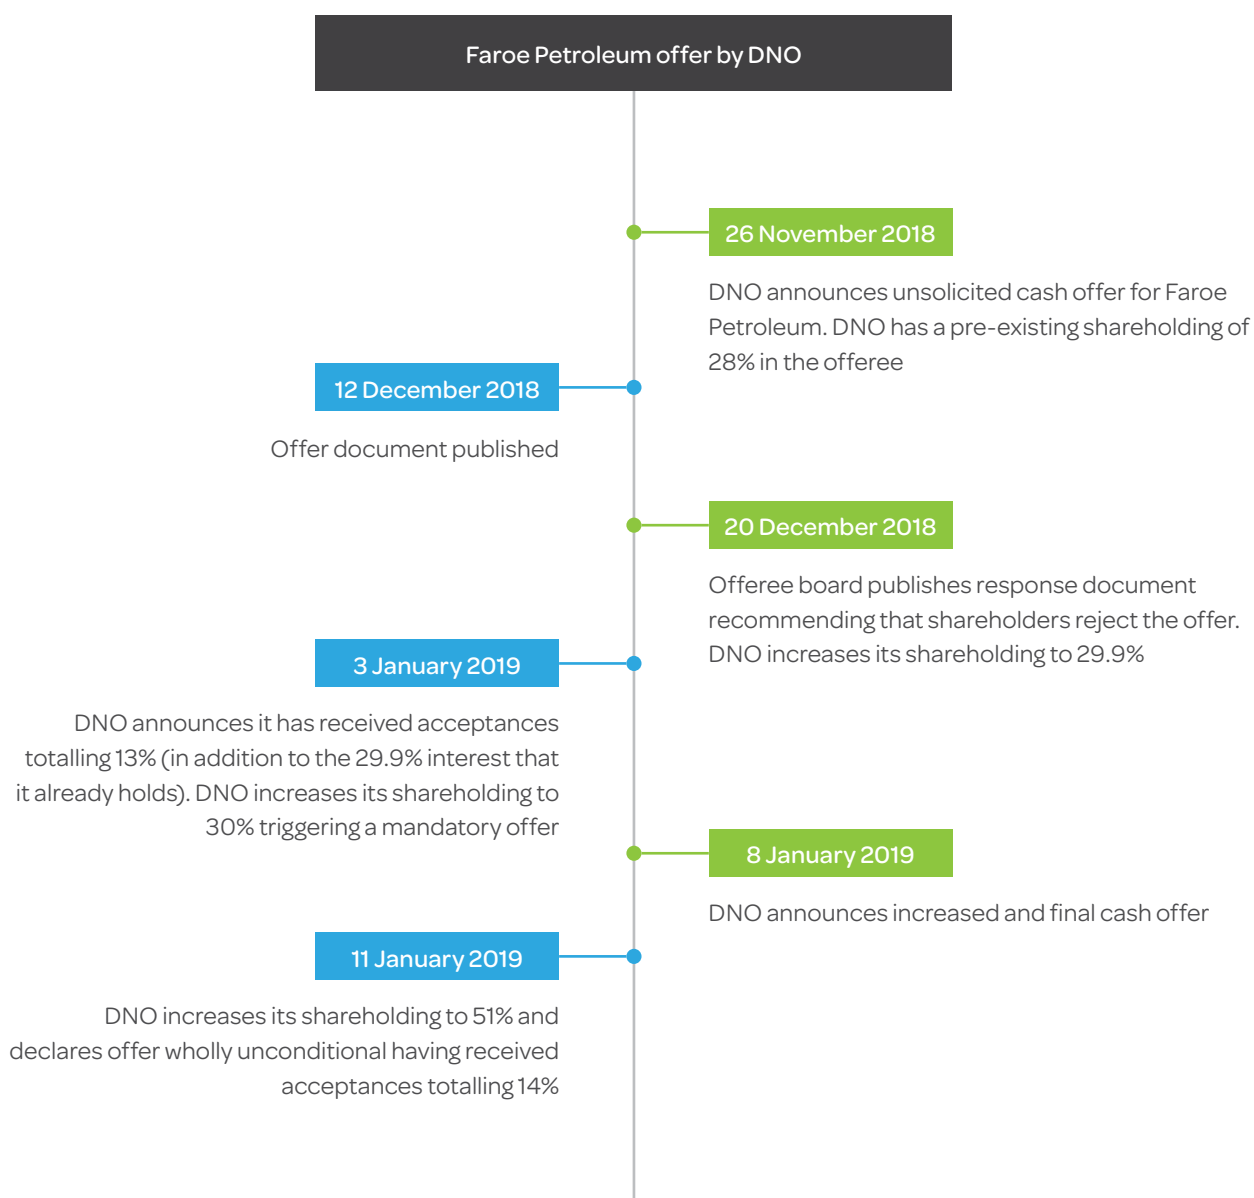 Faroe Petroleum offer by DNO
26 November 2018
DNO announces unsolicited cash offer for Faroe
Petroleum. DNO has a pre-existing shareholding of
28% in the offeree
12 December 2018
Offer document published
20 December 2018
Offeree board publishes response document
recommending that shareholders reject the offer.
DNO increases its shareholding to 29.9%
3 January 2019
DNO announces it has received acceptances
totalling 13% (in addition to the 29.9% interest that
it already holds). DNO increases its shareholding to
30% triggering a mandatory offer
8 January 2019
DNO announces increased and final cash offer
11 January 2019
DNO increases its shareholding to 51% and
declares offer wholly unconditional having received
acceptances totalling 14%